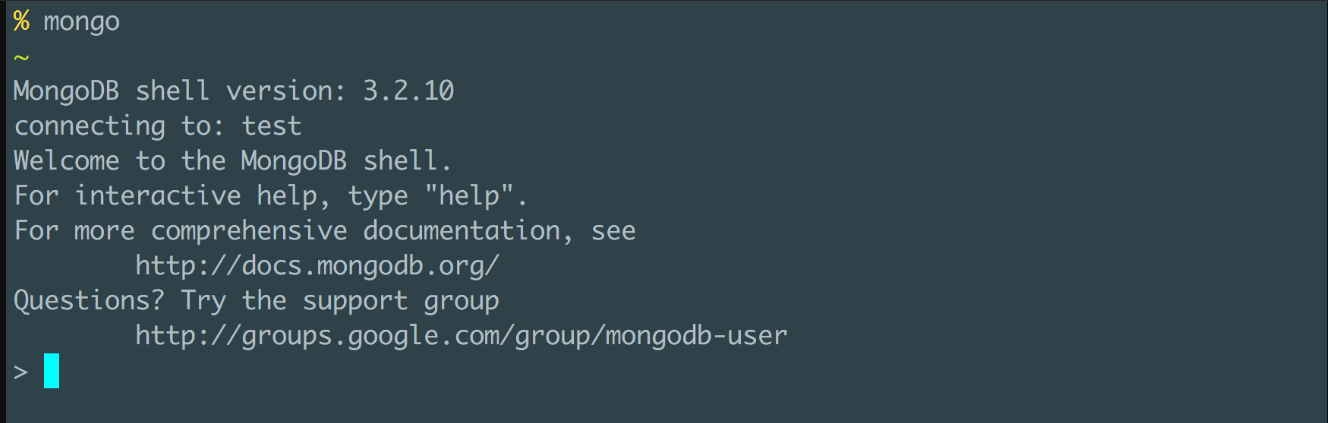 % mongo
~
MongoDB shell version: 3.2.10
connecting to: test
Welcome to the MongoDB shell.
For interactive help, type "help".
For more comprehensive documentation, see
        http://docs.mongodb.org/
Questions? Try the support group
        http://groups.google.com/group/mongodb-user
>